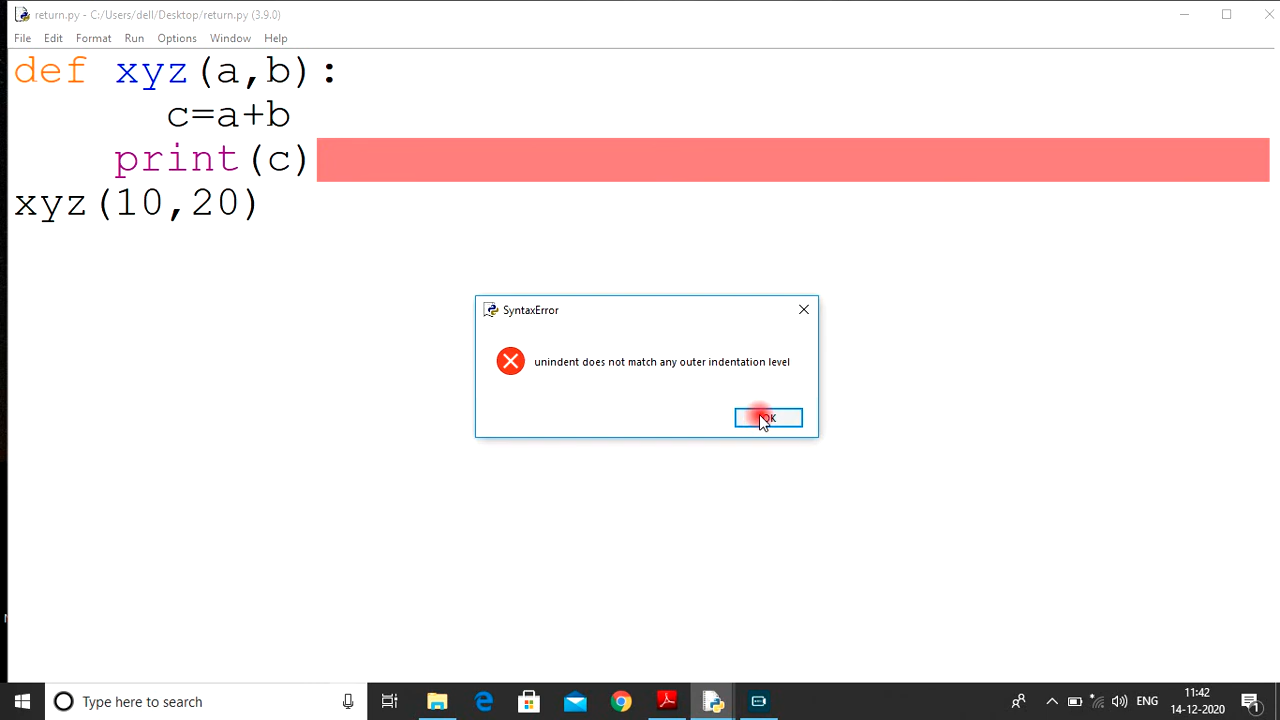 return.py - C:/Users/dell/Desktop/return.py (3.9.0)
File Edit Format Run Options Window Help
def xyz(a,b):
c=a+b
print(c)
xyz(10,20)
SyntaxError
unindent does not match any outer indentation level
OK
Type here to search
ENG
11:42
14-12-2020
1